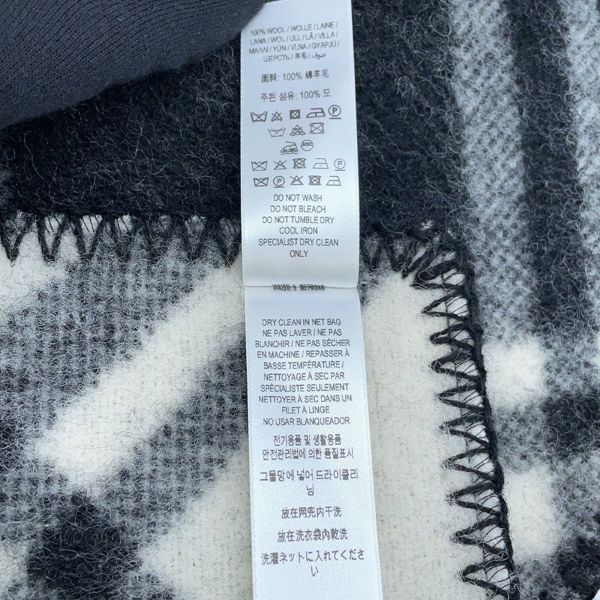 100% WOOL / WOLLE / LAINE /
LANA / WOL / ULL / LÃ / VILLA /
ΜΑΛΛΙ / YÜN / VLNA / GYAPJÚ /
ШЕРСТЬ / 羊毛 / صوف
面料: 100% 绵羊毛
주된 섬유: 100% 모
DO NOT WASH
DO NOT BLEACH
DO NOT TUMBLE DRY
COOL IRON
SPECIALIST DRY CLEAN
ONLY
DRY CLEAN IN NET BAG
NE PAS LAVER / NE PAS
BLANCHIR / NE PAS SÉCHER
EN MACHINE / REPASSER À
BASSE TEMPÉRATURE /
NETTOYAGE À SEC PAR
SPÉCIALISTE SEULEMENT
NETTOYER À SEC DANS UN
FILET À LINGE
NO USAR BLANQUEADOR
전기용품 및 생활용품
안전관리법에 의한 품질표시
그물망에 넣어 드라이클리
닝
放在网兜内干洗
放在洗衣袋內乾洗
洗濯ネットに入れてくださ
い